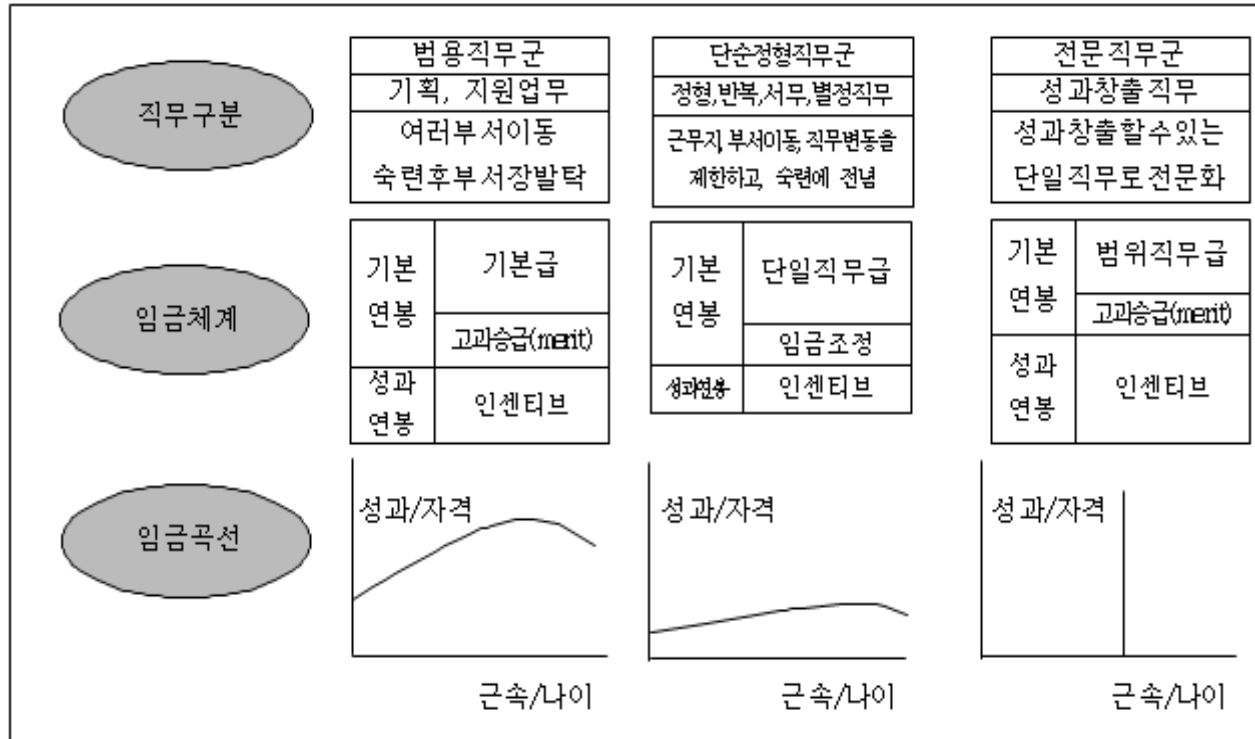 직무구분
범용직무군
기획, 지원업무
여러부서이동
숙련후부서장발탁
단순정형직무군
정형,반복,서무,별정직무
근무지, 부서이동, 직무변동을
제한하고, 숙련에 전념
전문직무군
성과창출직무
성과창출할수있는
단일직무로전문화
임금체계
기본
연봉
기본급
고과승급(merit)
성과
연봉
인센티브
기본
연봉
단일직무급
임금조정
성과연봉
인센티브
기본
연봉
범위직무급
고과승급(merit)
성과
연봉
인센티브
임금곡선
성과/자격
근속/나이
성과/자격
근속/나이
성과/자격
근속/나이